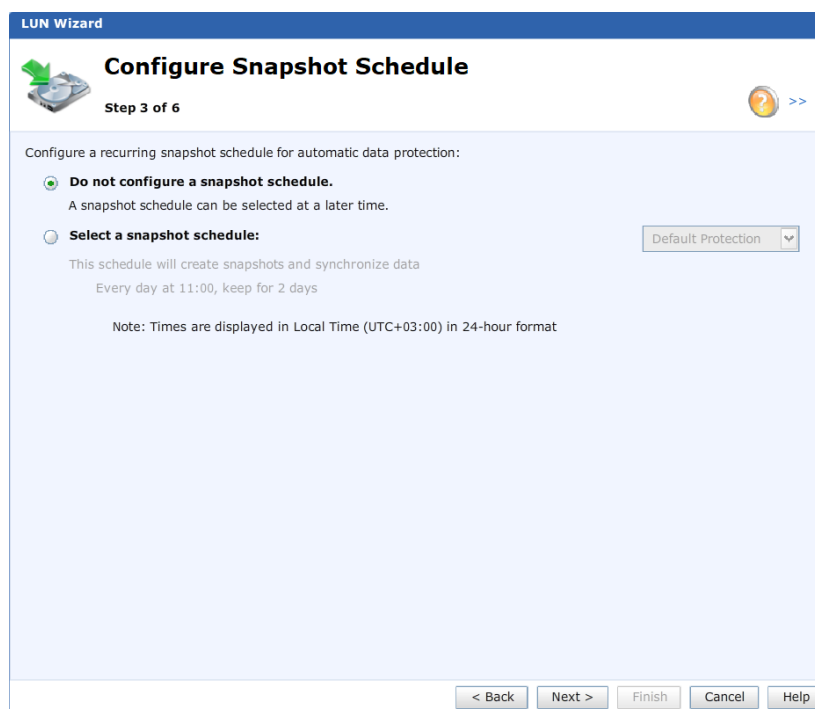 LUN Wizard
Configure Snapshot Schedule
Step 3 of 6
?
>>
Configure a recurring snapshot schedule for automatic data protection:
Do not configure a snapshot schedule.
A snapshot schedule can be selected at a later time.
Select a snapshot schedule:
Default Protection
This schedule will create snapshots and synchronize data
Every day at 11:00, keep for 2 days
Note: Times are displayed in Local Time (UTC+03:00) in 24-hour format
< Back
Next >
Finish
Cancel
Help